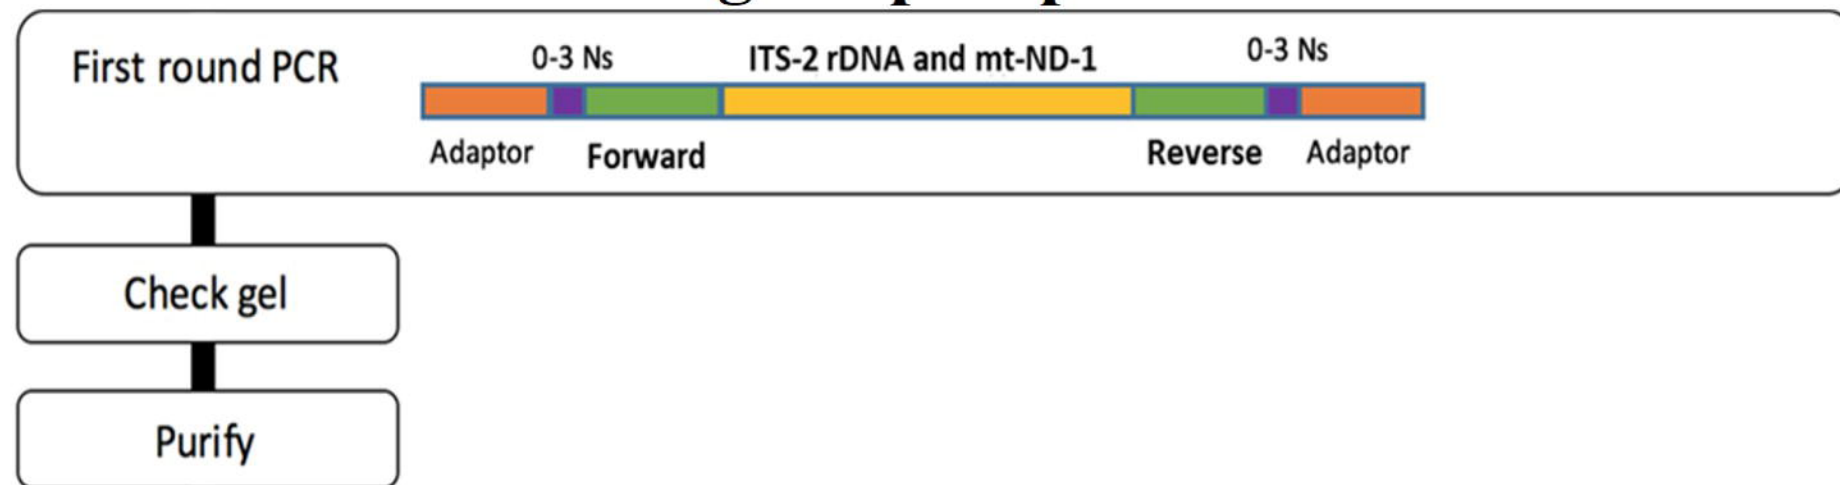 First round PCR
0-3 Ns
ITS-2 rDNA and mt-ND-1
0-3 Ns
Adaptor
Forward
Reverse
Adaptor
Check gel
Purify